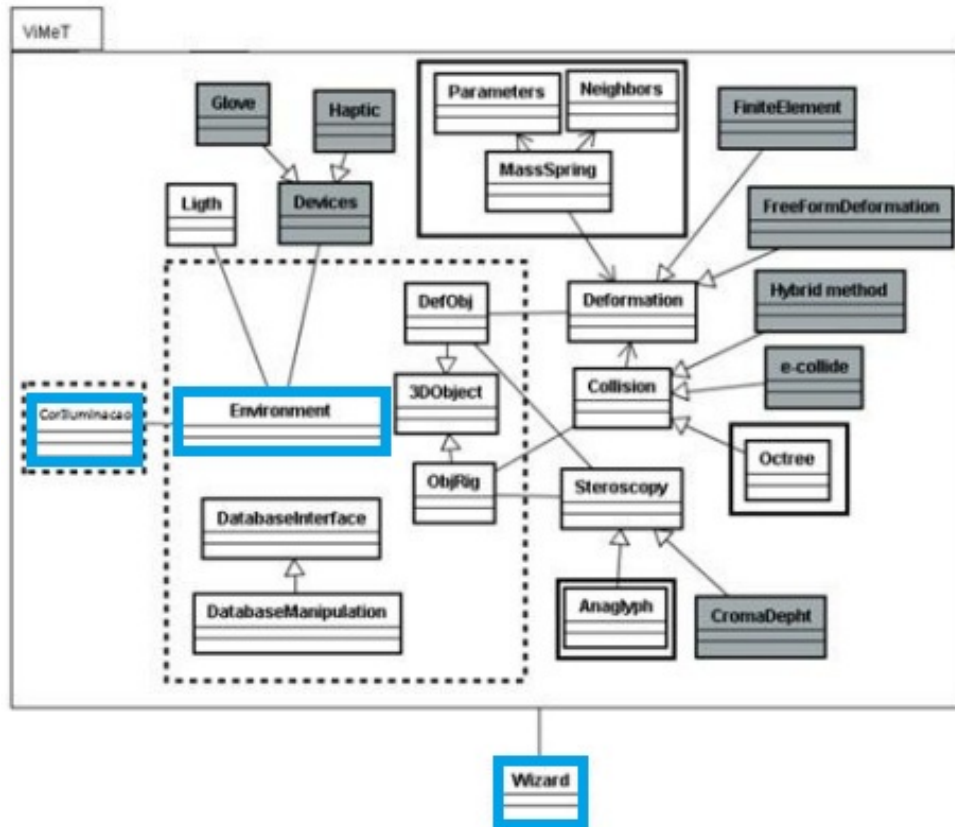 ViMeT
Glove
Haptic
Parameters
Neighbors
FiniteElement
MassSpring
Ligth
Devices
FreeFormDeformation
DefObj
Deformation
Hybrid method
e-collide
3DObject
Collision
CorIluminacao
Environment
Octree
ObjRig
Steroscopy
DatabaseInterface
DatabaseManipulation
Anaglyph
CromaDepht
Wizard